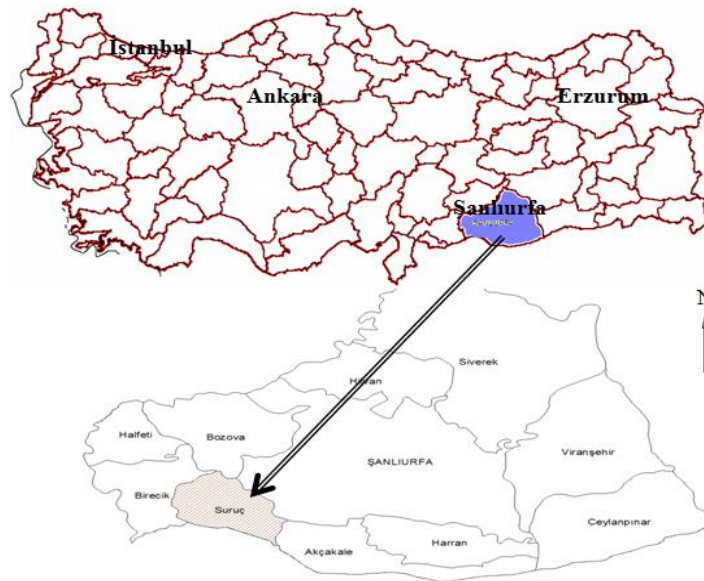 İstanbul
Ankara
Erzurum
Şanlıurfa
N
Siverek
Hilvan
Halfeti
Bozova
ŞANLIURFA
Viranşehir
Birecik
Suruç
Ceylanpınar
Akçakale
Harran